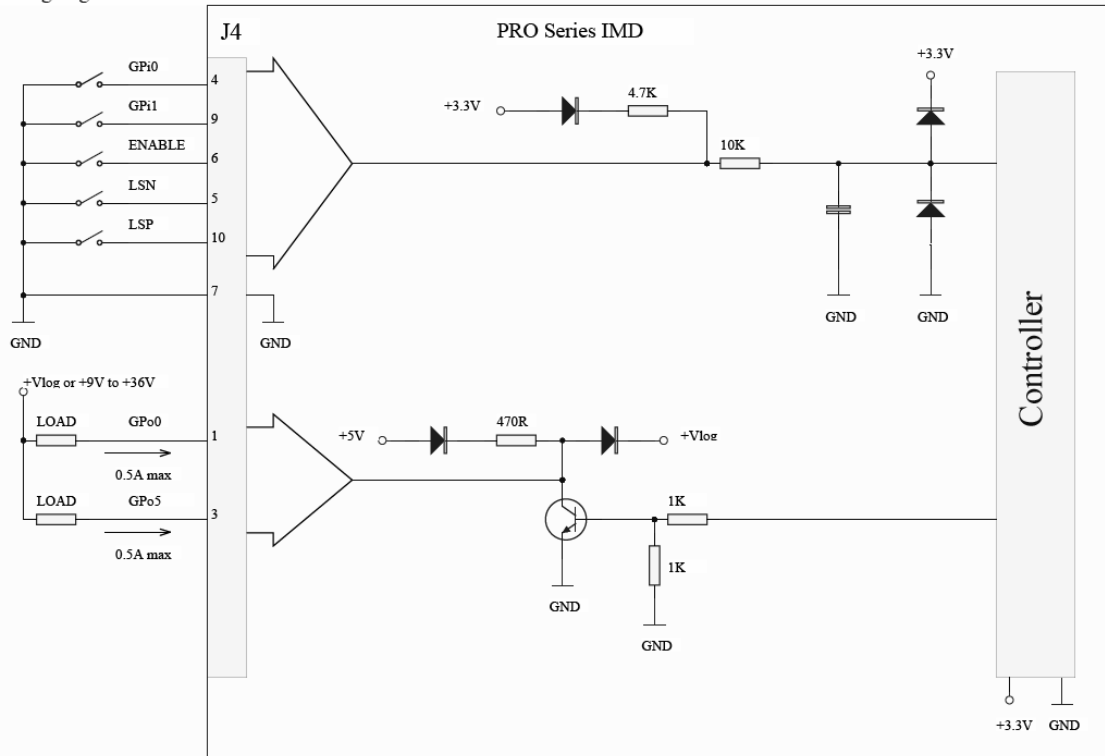 J4
PRO Series IMD
GPi0
4
GPi1
9
ENABLE
6
LSN
5
LSP
10
7
GND
GND
+3.3V
4.7K
10K
+3.3V
GND
GND
Controller
+Vlog or +9V to +36V
LOAD
GPo0
1
0.5A max
LOAD
GPo5
3
0.5A max
+5V
470R
+Vlog
1K
1K
GND
GND
+3.3V
GND